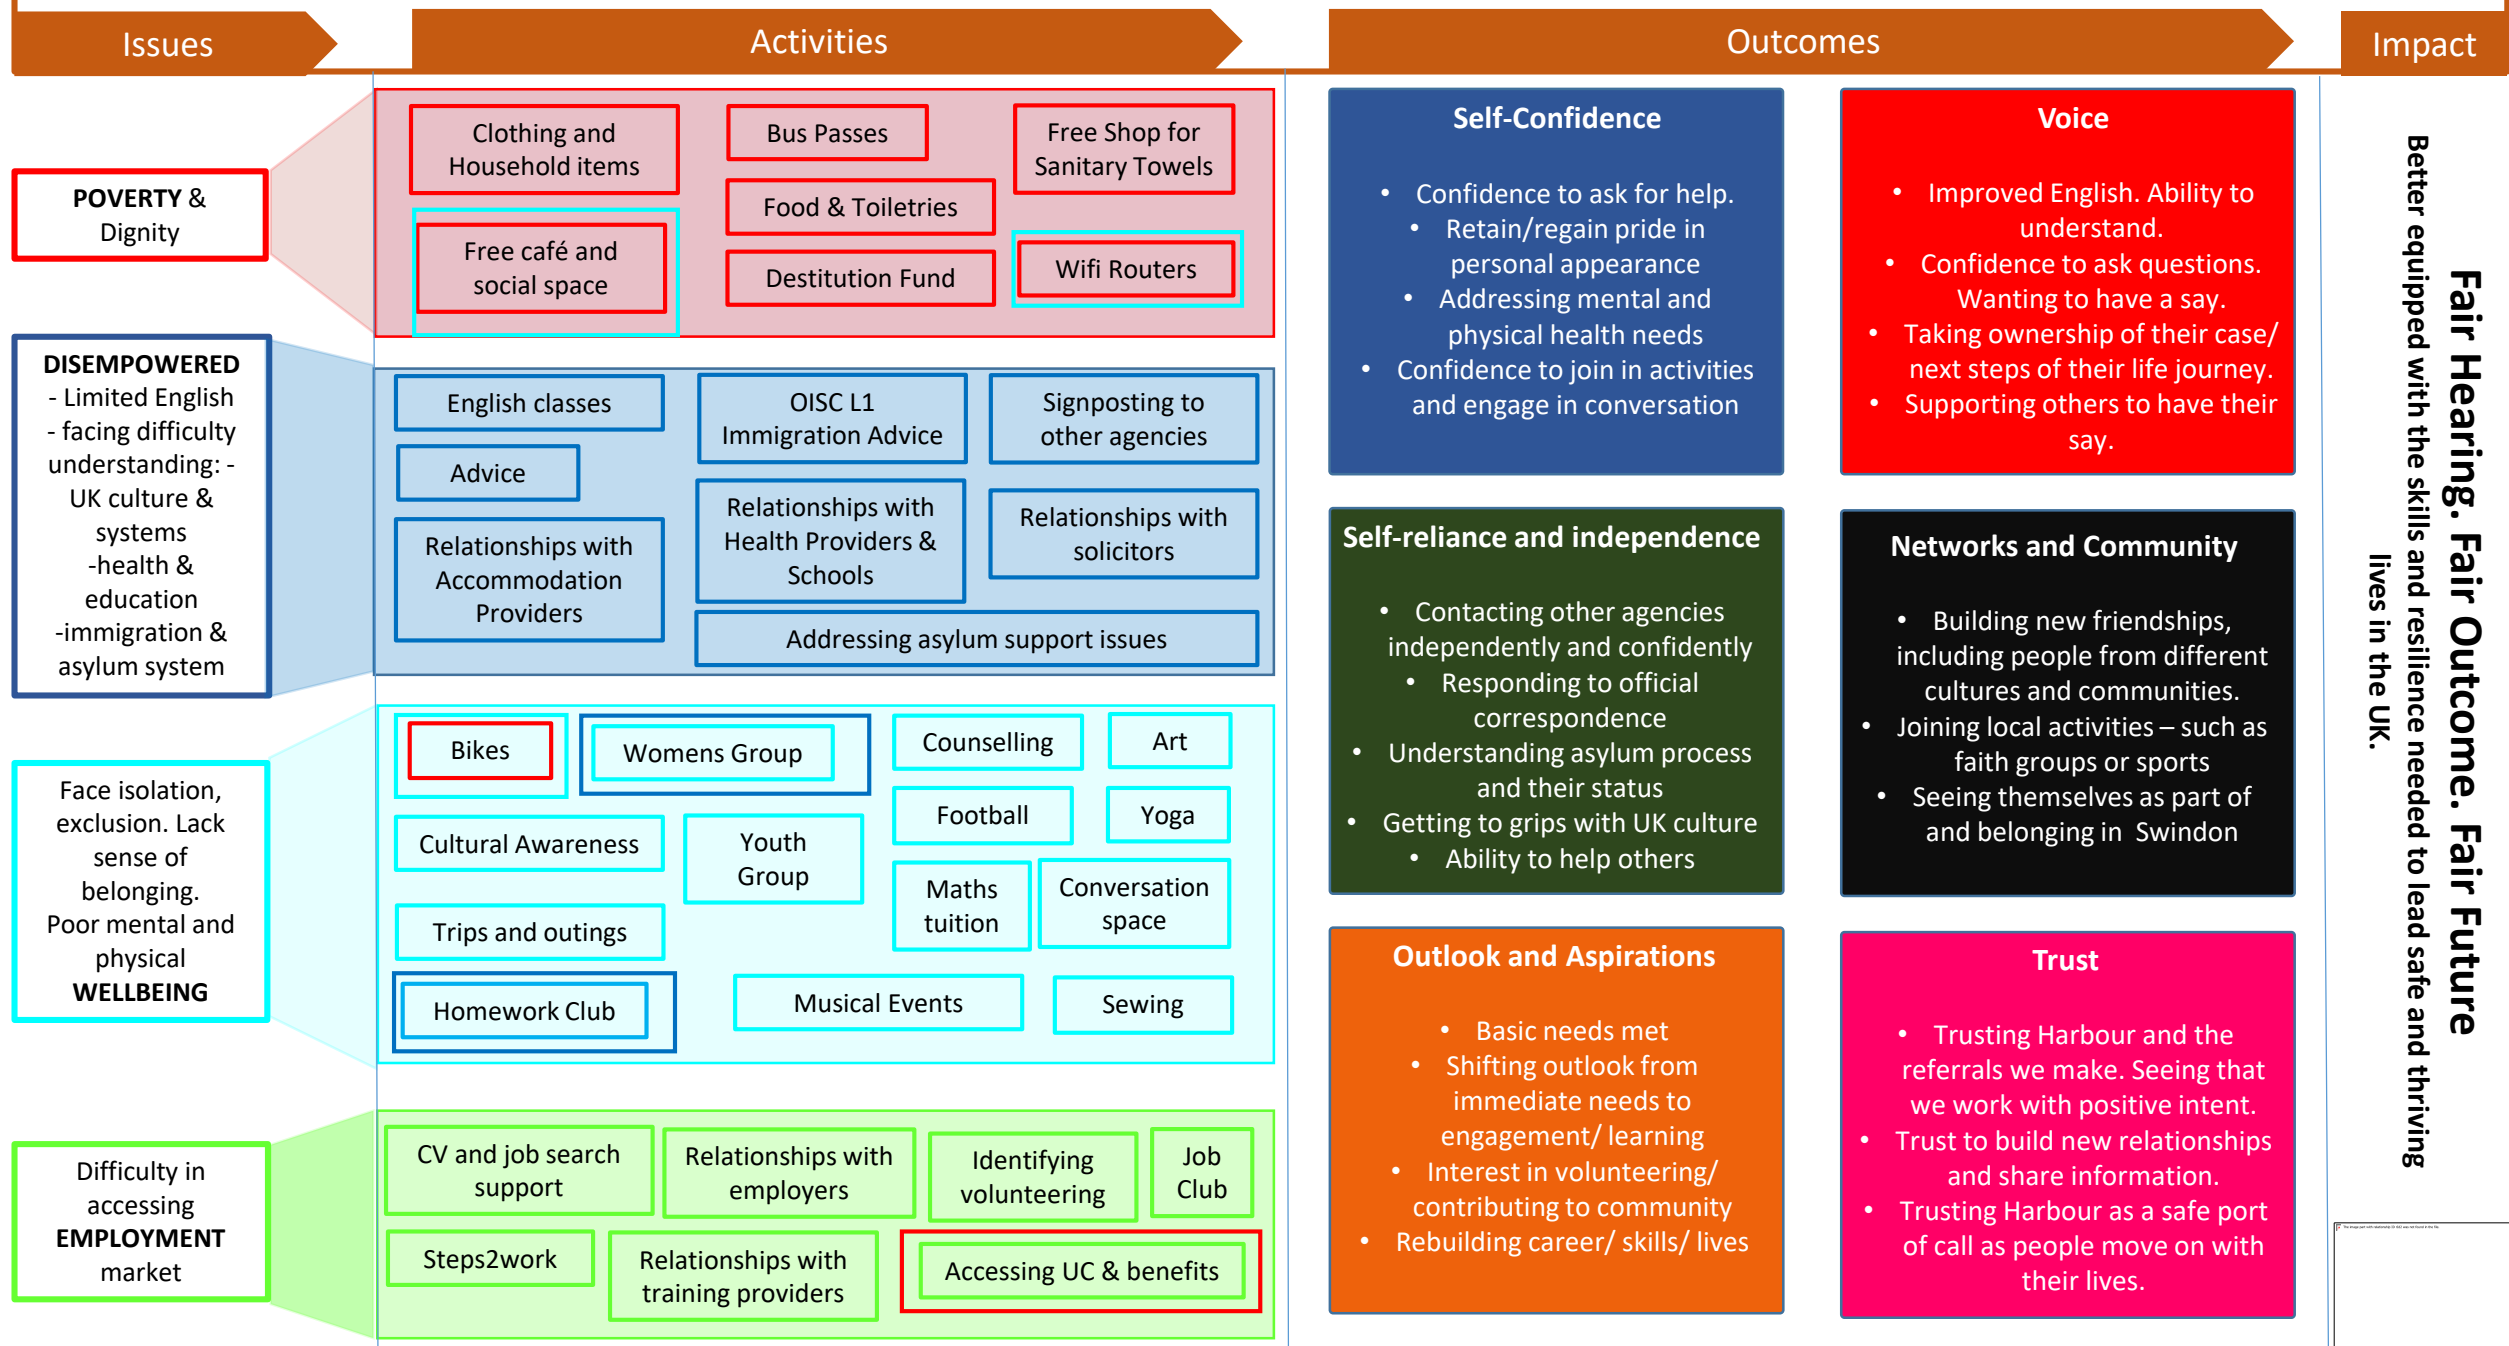 Issues
Activities
Outcomes
Impact
POVERTY &
Dignity
Clothing and
Household items
Bus Passes
Free Shop for
Sanitary Towels
Food & Toiletries
Free café and
social space
Destitution Fund
Wifi Routers
DISEMPOWERED
- Limited English
- facing difficulty
understanding: -
UK culture &
systems
-health &
education
-immigration &
asylum system
English classes
OISC L1
Immigration Advice
Signposting to
other agencies
Advice
Relationships with
Accommodation
Providers
Relationships with
Health Providers &
Schools
Relationships with
solicitors
Addressing asylum support issues
Face isolation,
exclusion. Lack
sense of
belonging.
Poor mental and
physical
WELLBEING
Bikes
Womens Group
Counselling
Art
Cultural Awareness
Youth
Group
Football
Yoga
Maths
tuition
Conversation
space
Trips and outings
Homework Club
Musical Events
Sewing
Difficulty in
accessing
EMPLOYMENT
market
CV and job search
support
Relationships with
employers
Identifying
volunteering
Job
Club
Steps2work
Relationships with
training providers
Accessing UC & benefits
Self-Confidence
• Confidence to ask for help.
• Retain/regain pride in
personal appearance
• Addressing mental and
physical health needs
• Confidence to join in activities
and engage in conversation
Voice
• Improved English. Ability to
understand.
• Confidence to ask questions.
Wanting to have a say.
• Taking ownership of their case/
next steps of their life journey.
• Supporting others to have their
say.
Self-reliance and independence
• Contacting other agencies
independently and confidently
• Responding to official
correspondence
• Understanding asylum process
and their status
• Getting to grips with UK culture
• Ability to help others
Networks and Community
• Building new friendships,
including people from different
cultures and communities.
• Joining local activities – such as
faith groups or sports
• Seeing themselves as part of
and belonging in Swindon
Outlook and Aspirations
• Basic needs met
• Shifting outlook from
immediate needs to
engagement/ learning
• Interest in volunteering/
contributing to community
• Rebuilding career/ skills/ lives
Trust
• Trusting Harbour and the
referrals we make. Seeing that
we work with positive intent.
• Trust to build new relationships
and share information.
• Trusting Harbour as a safe port
of call as people move on with
their lives.
Fair Hearing. Fair Outcome. Fair Future
Better equipped with the skills and resilience needed to lead safe and thriving
lives in the UK.